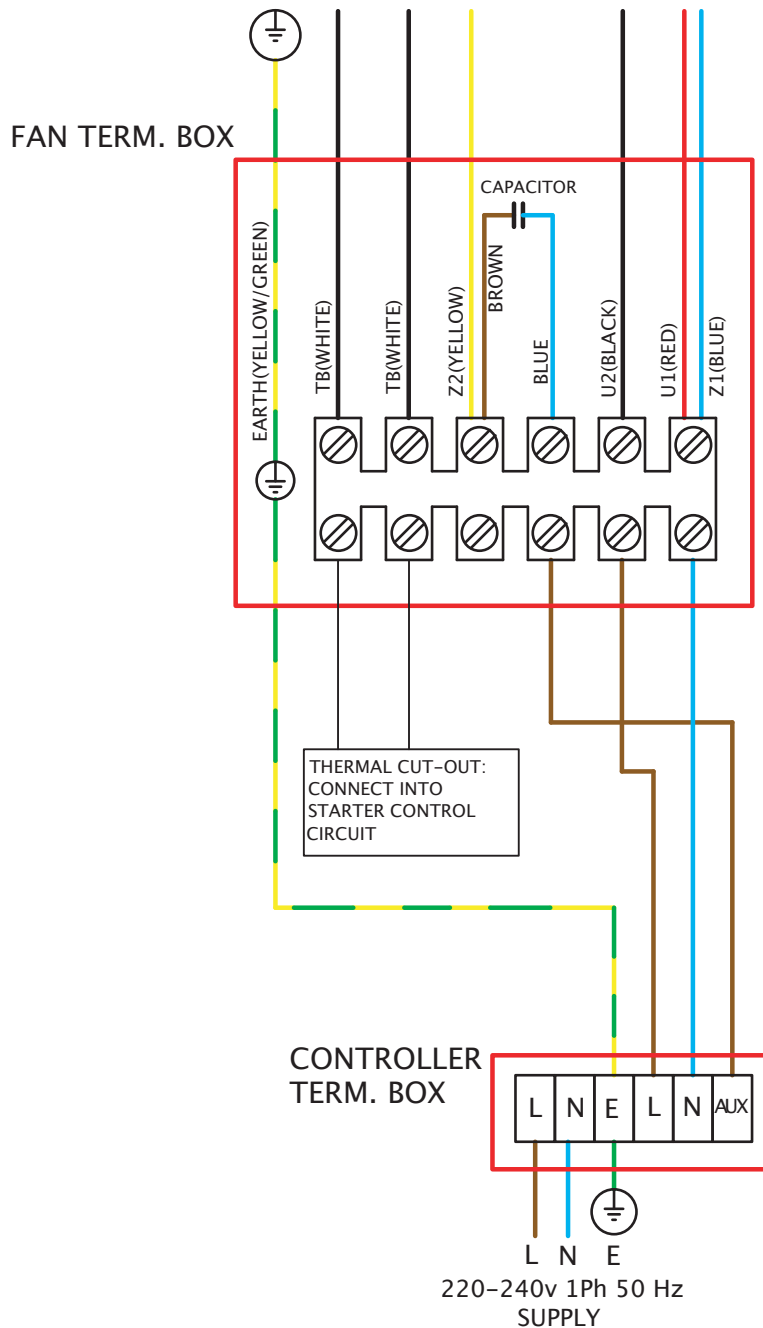 FAN TERM. BOX
CAPACITOR
EARTH(YELLOW/GREEN)
TB(WHITE)
TB(WHITE)
Z2(YELLOW)
BROWN
BLUE
U2(BLACK)
U1(RED)
Z1(BLUE)
THERMAL CUT-OUT:
CONNECT INTO
STARTER CONTROL
CIRCUIT
CONTROLLER
TERM. BOX
L N E L N AUX
L N E
220-240v 1Ph 50 Hz
SUPPLY